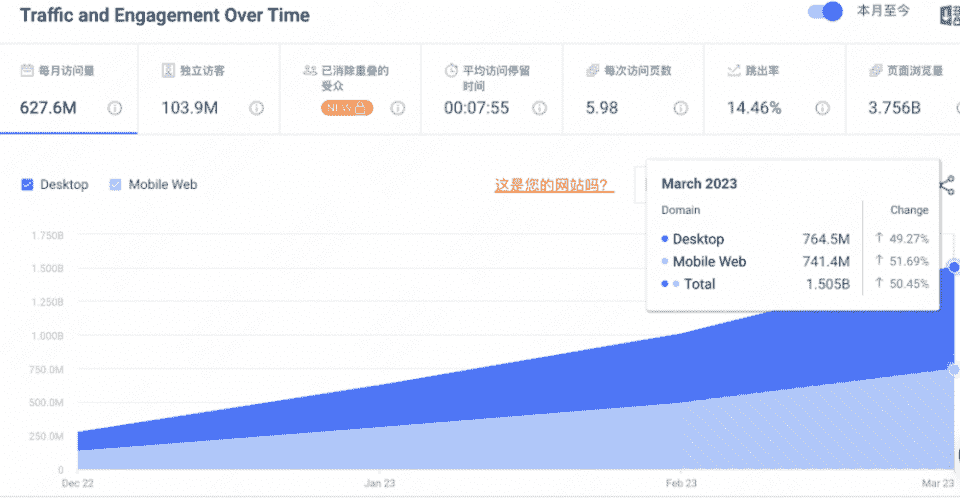 Traffic and Engagement Over Time
本月至今
每月访问量
627.6M
独立访客
103.9M
已消除重叠的
受众
NEW
平均访问停留
时间
00:07:55
每次访问页数
5.98
跳出率
14.46%
页面浏览量
3.756B
Desktop
Mobile Web
这是您的网站吗？
March 2023
Domain
Change
Desktop 764.5M ↑ 49.27%
Mobile Web 741.4M ↑ 51.69%
Total 1.505B ↑ 50.45%
1.750B
1.500B
1.250B
1.000B
750.0M
500.0M
250.0M
0
Dec 22
Jan 23
Feb 23
Mar 23